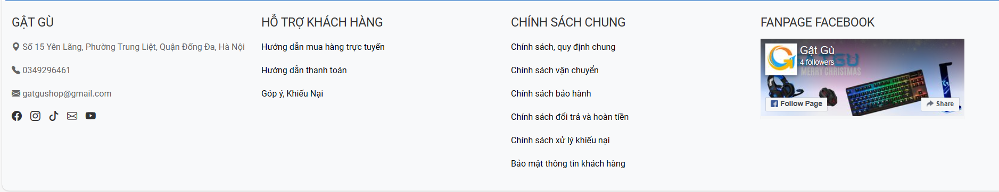 GẬT GÙ
Số 15 Yên Lãng, Phường Trung Liệt, Quận Đống Đa, Hà Nội
0349296461
gatgushop@gmail.com
HỖ TRỢ KHÁCH HÀNG
Hướng dẫn mua hàng trực tuyến
Hướng dẫn thanh toán
Góp ý, Khiếu Nại
CHÍNH SÁCH CHUNG
Chính sách, quy định chung
Chính sách vận chuyển
Chính sách bảo hành
Chính sách đổi trả và hoàn tiền
Chính sách xử lý khiếu nại
Bảo mật thông tin khách hàng
FANPAGE FACEBOOK
Gật Gù
4 followers
MERRY CHRISTMAS
Follow Page
Share